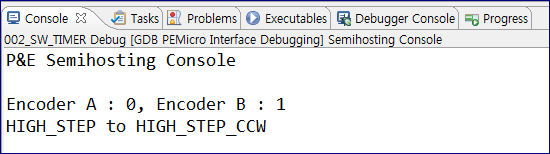 Console Tasks Problems Executables Debugger Console Progress
002_SW_TIMER Debug [GDB PEMicro Interface Debugging] Semihosting Console
P&E Semihosting Console
Encoder A : 0, Encoder B : 1
HIGH_STEP to HIGH_STEP_CCW